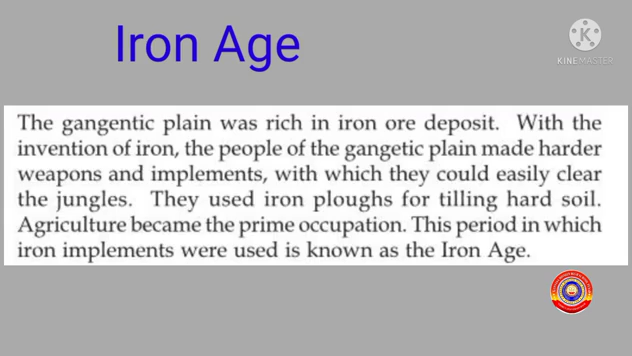 Iron Age
KINEMASTER
The gangentic plain was rich in iron ore deposit. With the
invention of iron, the people of the gangetic plain made harder
weapons and implements, with which they could easily clear
the jungles. They used iron ploughs for tilling hard soil.
Agriculture became the prime occupation. This period in which
iron implements were used is known as the Iron Age.